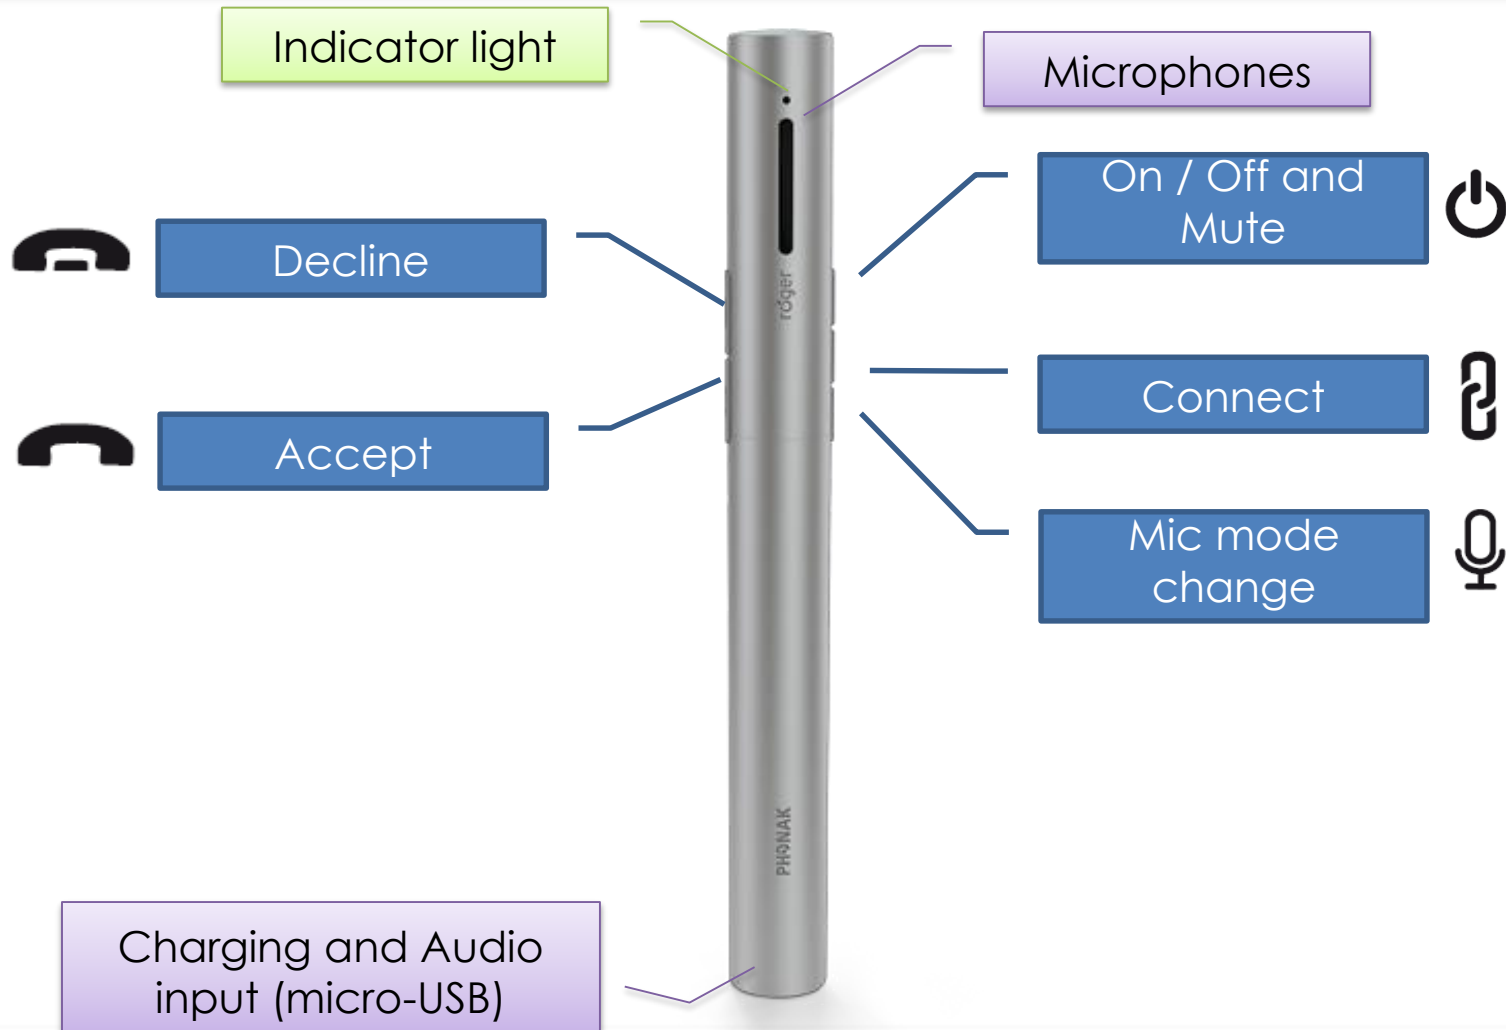 Indicator light
Microphones
On / Off and
Mute
Decline
róger
Connect
Accept
Mic mode
change
PHONAK
Charging and Audio
input (micro-USB)